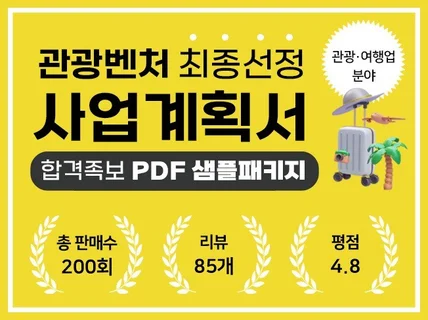 관광벤처 최종선정
관광·여행업
분야
사업계획서
합격족보 PDF 샘플패키지
총 판매수
200회
리뷰
85개
평점
4.8